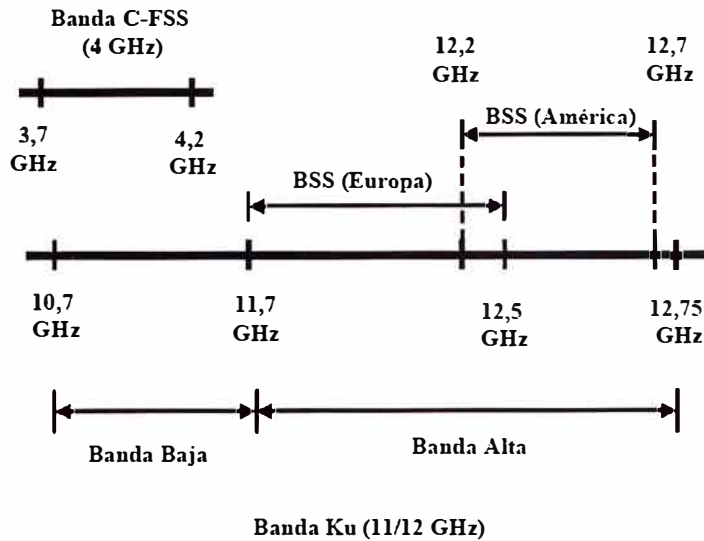 Banda C-FSS
(4 GHz)
12,2
GHz
12,7
GHz
3,7
GHz
4,2
GHz
BSS (América)
BSS (Europa)
10,7
GHz
11,7
GHz
12,5
GHz
12,75
GHz
Banda Baja
Banda Alta
Banda Ku (11/12 GHz)